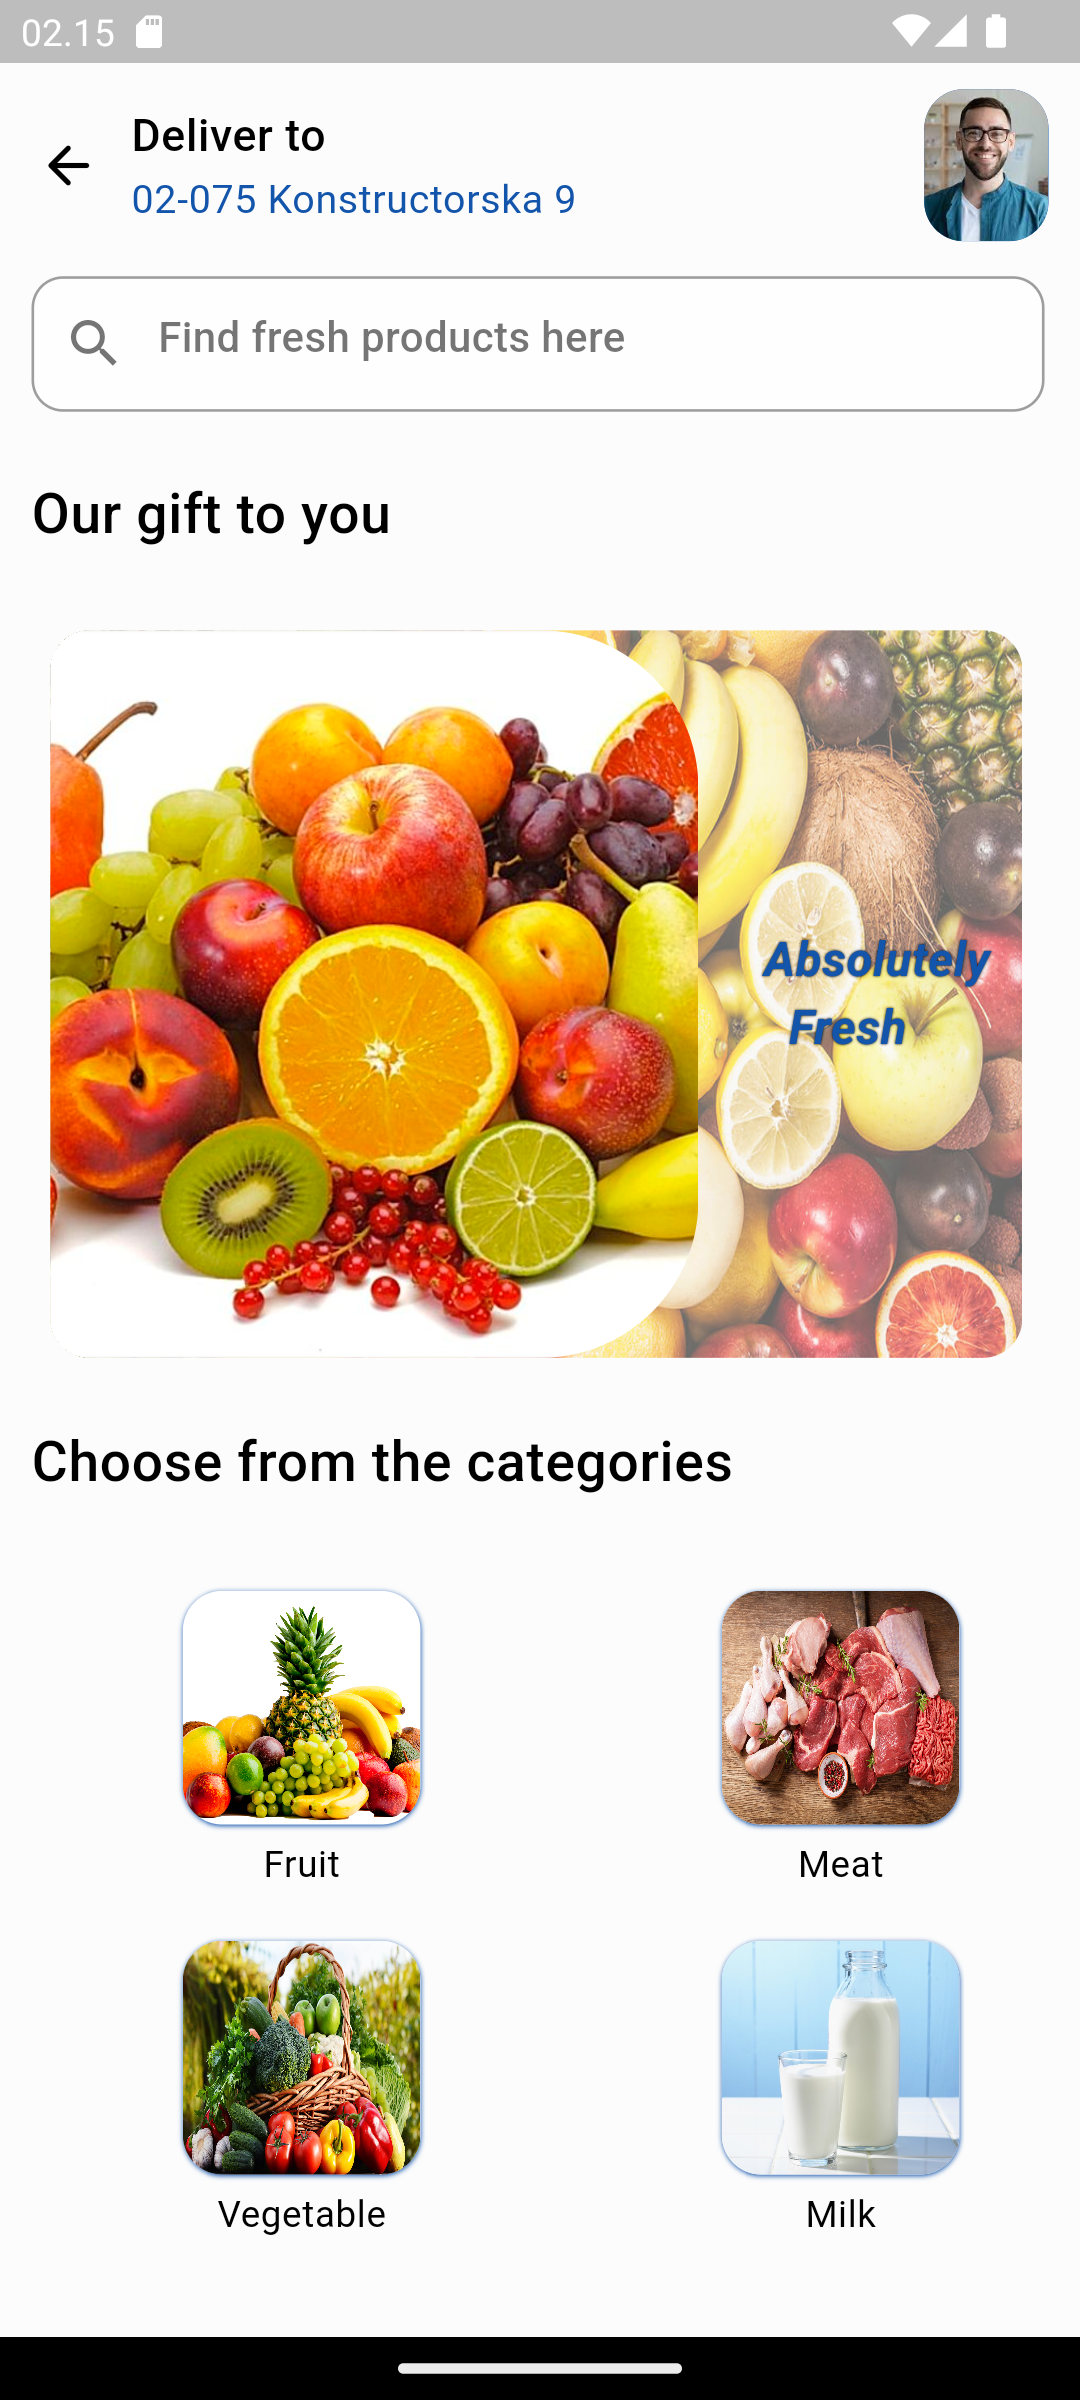 02.15
Deliver to
02-075 Konstructorska 9
Find fresh products here
Our gift to you
Absolutely
Fresh
Choose from the categories
Fruit
Meat
Vegetable
Milk